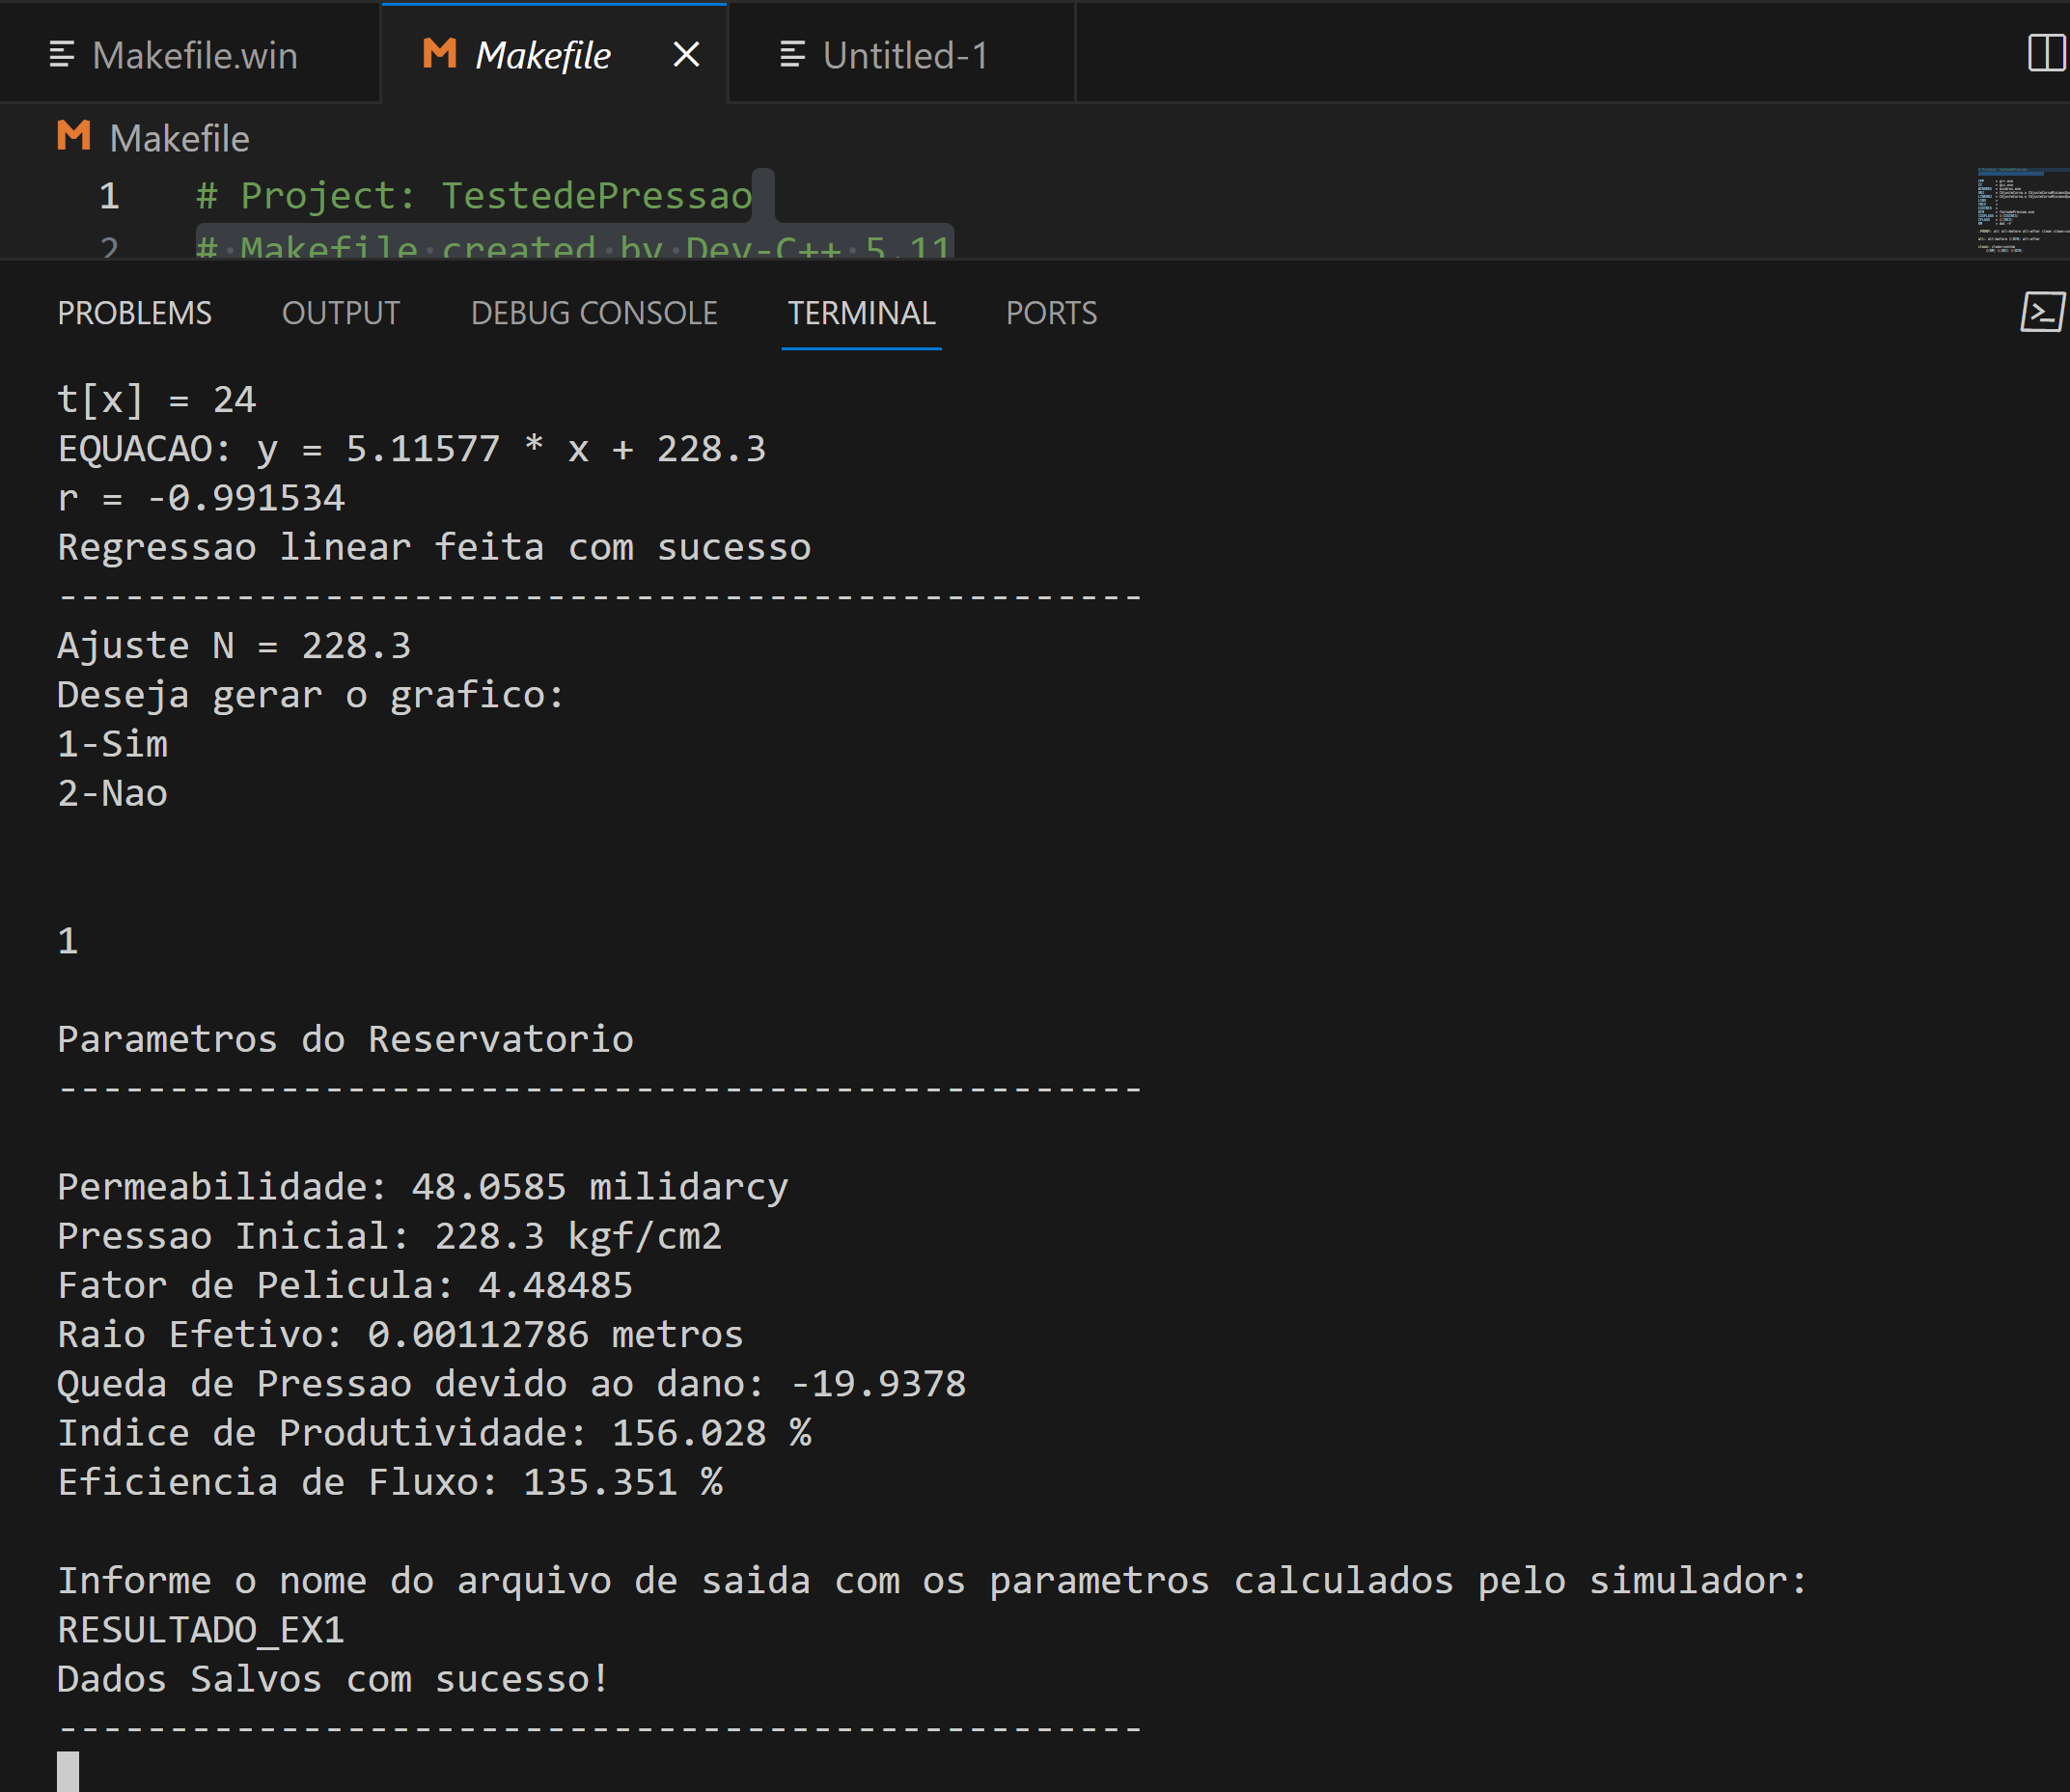 Makefile.win
Makefile
Untitled-1
Makefile
1 # Project: TestedePressao
2 # Makefile created by Dev-C++ 5.11
PROBLEMS OUTPUT DEBUG CONSOLE TERMINAL PORTS
t[x] = 24
EQUACAO: y = 5.11577 * x + 228.3
r = -0.991534
Regressao linear feita com sucesso
-------------------------------------------------
Ajuste N = 228.3
Deseja gerar o grafico:
1-Sim
2-Nao
1
Parametros do Reservatorio
-------------------------------------------------
Permeabilidade: 48.0585 milidarcy
Pressao Inicial: 228.3 kgf/cm2
Fator de Pelicula: 4.48485
Raio Efetivo: 0.00112786 metros
Queda de Pressao devido ao dano: -19.9378
Indice de Produtividade: 156.028 %
Eficiencia de Fluxo: 135.351 %
Informe o nome do arquivo de saida com os parametros calculados pelo simulador:
RESULTADO_EX1
Dados Salvos com sucesso!
-------------------------------------------------